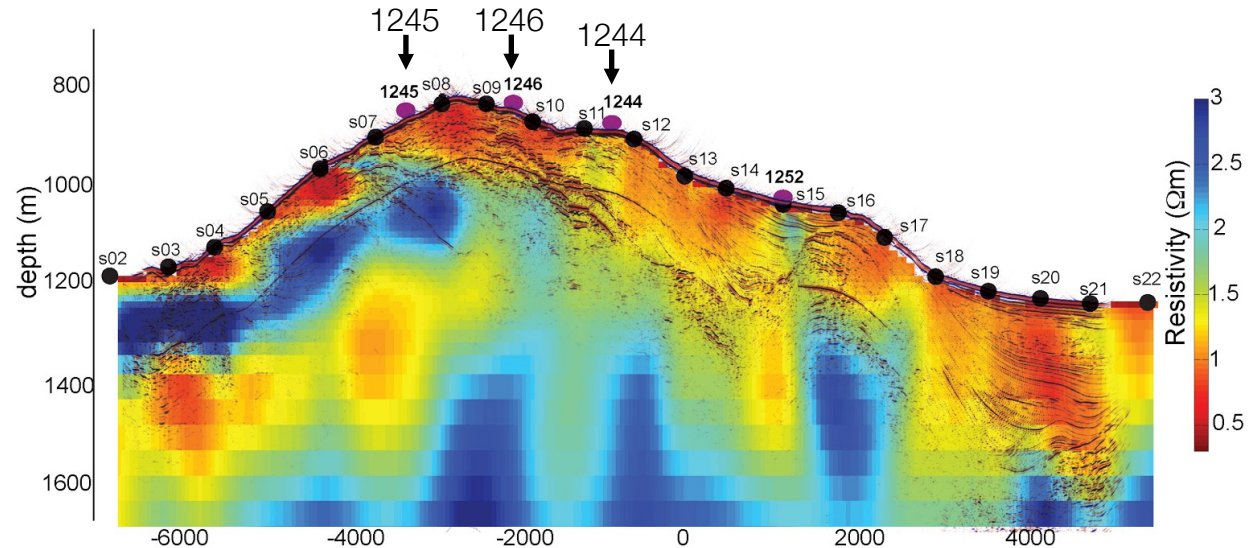 1245 1246 1244
800
1245 s08 s09 1246
s10 s11 1244
s07 s12
s06 s13
1000
s14 1252
s05 s15 s16
s04 s17
s02 s03 s18
1200
s19 s20 s21 s22
1400
1600
-6000 -4000 -2000 0 2000 4000
depth (m)
3
2.5
2
1.5
1
0.5
Resistivity (Ωm)